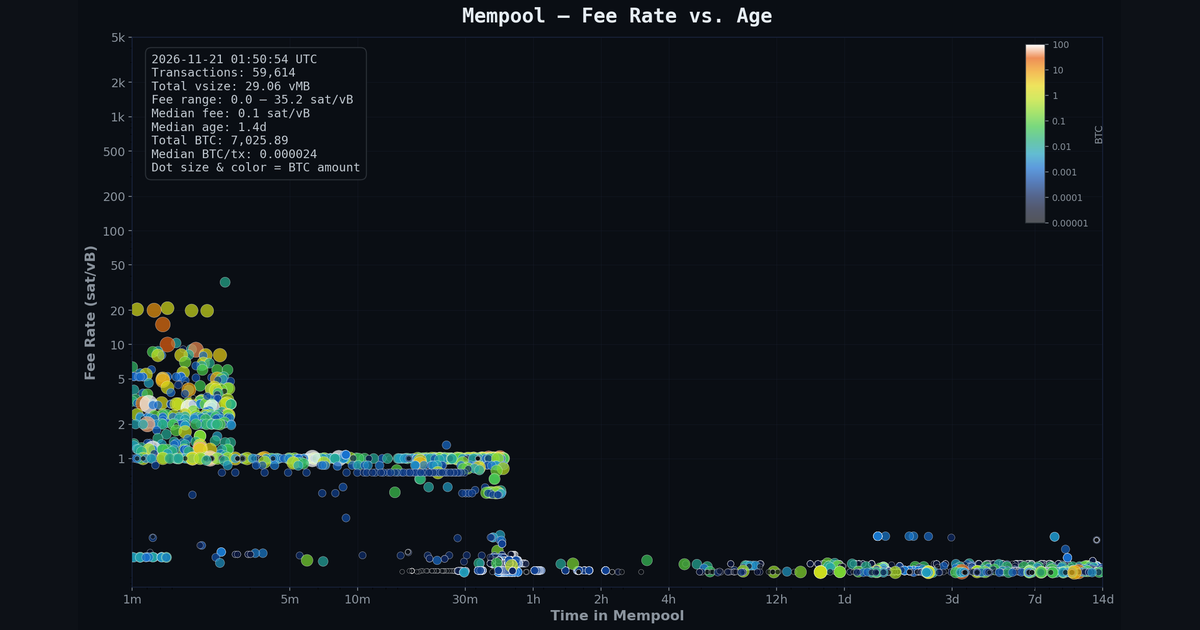 Mempool — Fee Rate vs. Age
2026-11-21 01:50:54 UTC
Transactions: 59,614
Total vsize: 29.06 vMB
Fee range: 0.0 – 35.2 sat/vB
Median fee: 0.1 sat/vB
Median age: 1.4d
Total BTC: 7,025.89
Median BTC/tx: 0.000024
Dot size & color = BTC amount
100
10
1
0.1
0.01
0.001
0.0001
0.00001
BTC
Fee Rate (sat/vB)
5k
2k
1k
500
200
100
50
20
10
5
2
1
1m 5m 10m 30m 1h 2h 4h 12h 1d 3d 7d 14d
Time in Mempool